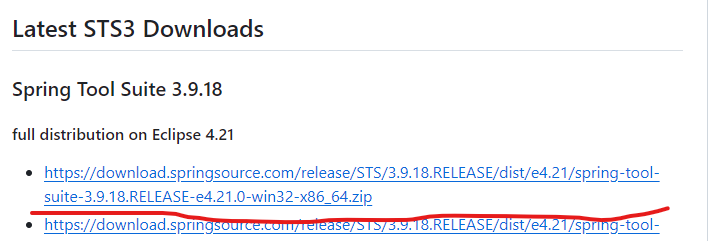 Latest STS3 Downloads
Spring Tool Suite 3.9.18
full distribution on Eclipse 4.21
https://download.springsource.com/release/STS/3.9.18.RELEASE/dist/e4.21/spring-tool-
suite-3.9.18.RELEASE-e4.21.0-win32-x86_64.zip
https://download.springsource.com/release/STS/3.9.18.RELEASE/dist/e4.21/spring-tool-